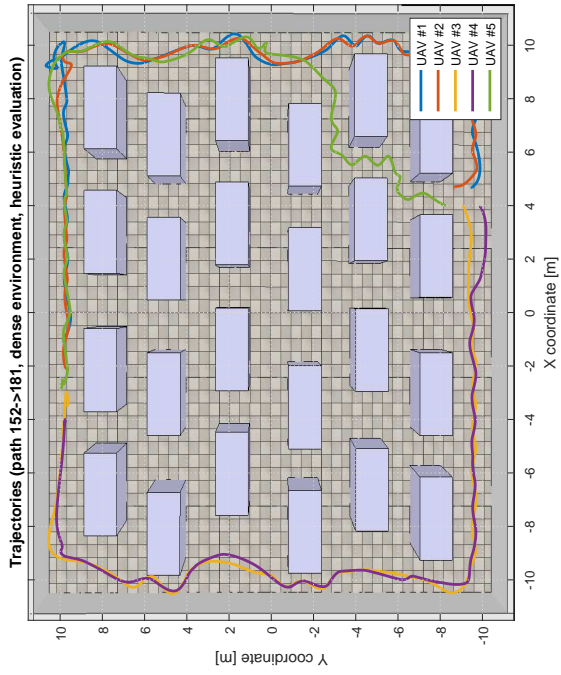 Trajectories (path 152->181, dense environment, heuristic evaluation)
UAV #1
UAV #2
UAV #3
UAV #4
UAV #5
Y coordinate [m]
10
8
6
4
2
0
-2
-4
-6
-8
-10
-10
-8
-6
-4
-2
0
2
4
6
8
10
X coordinate [m]